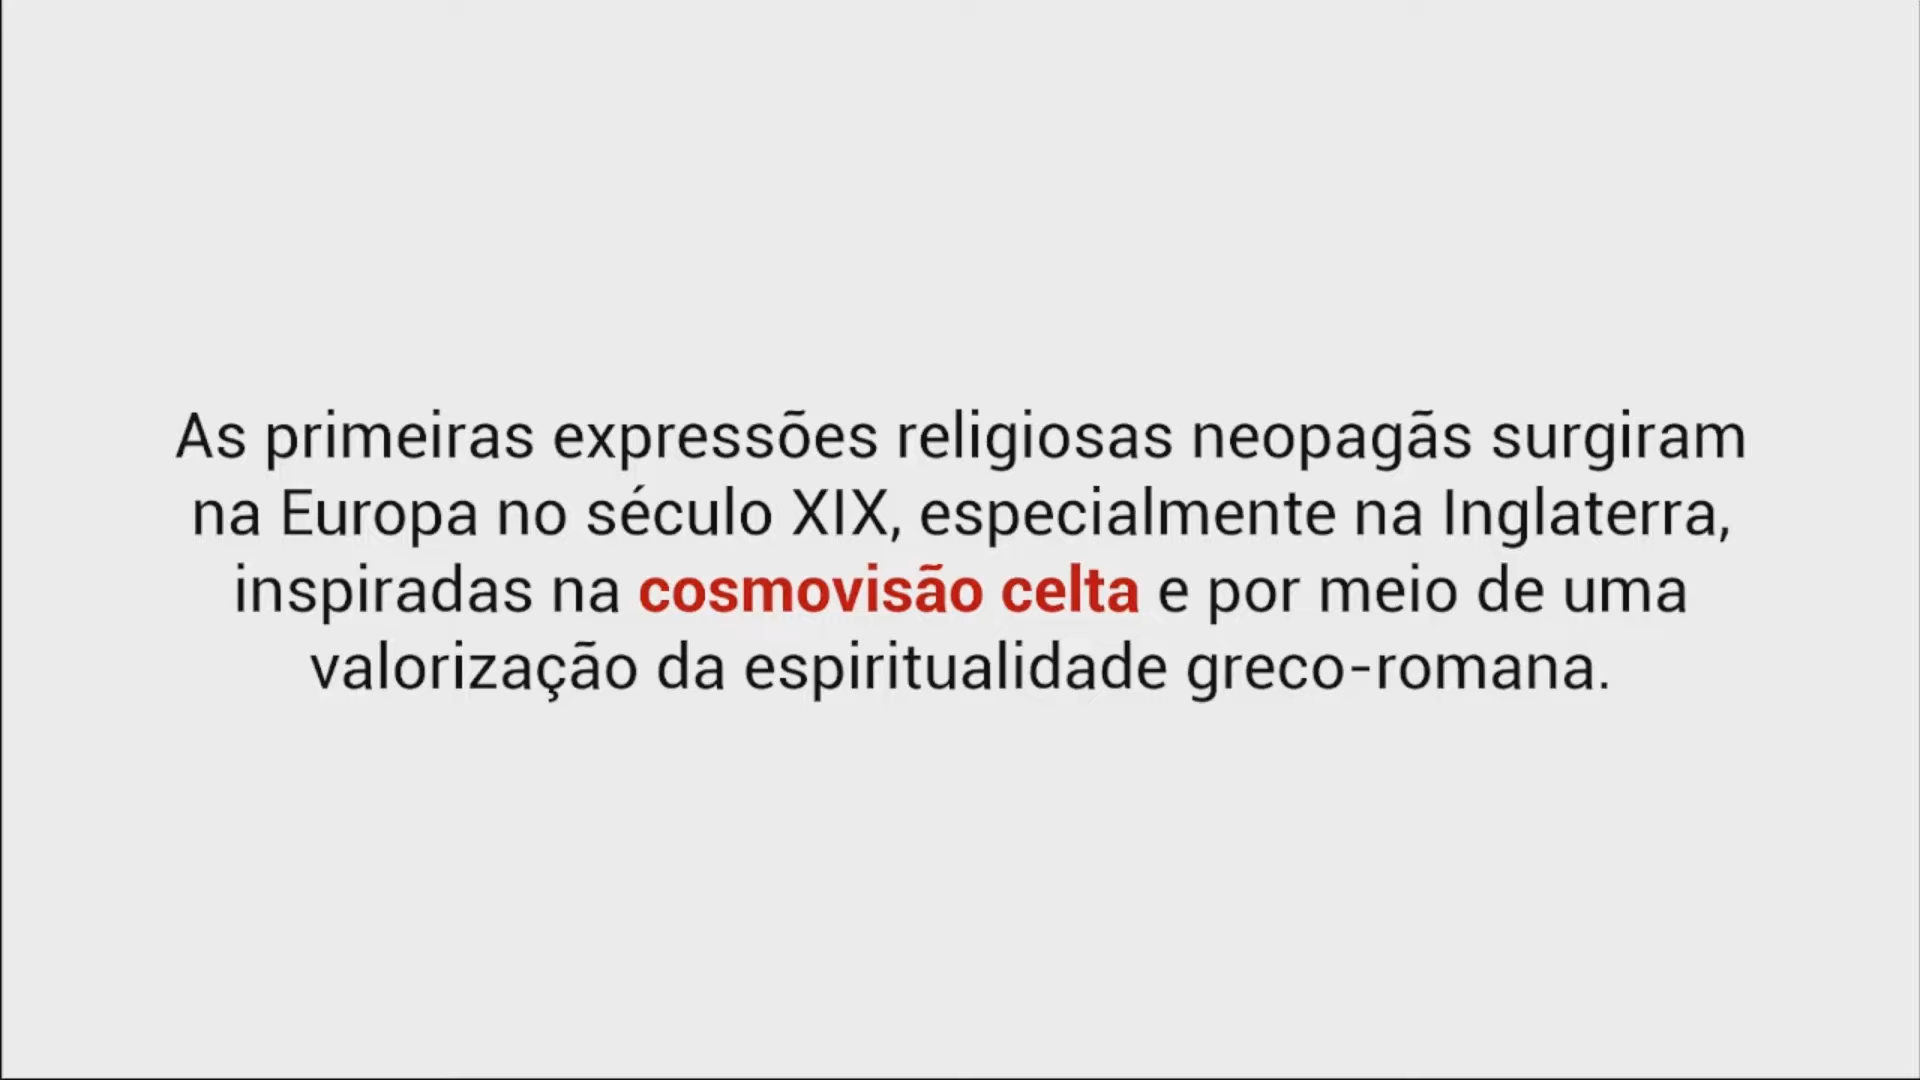 As primeiras expressões religiosas neopagãs surgiram
na Europa no século XIX, especialmente na Inglaterra,
inspiradas na cosmovisão celta e por meio de uma
valorização da espiritualidade greco-romana.